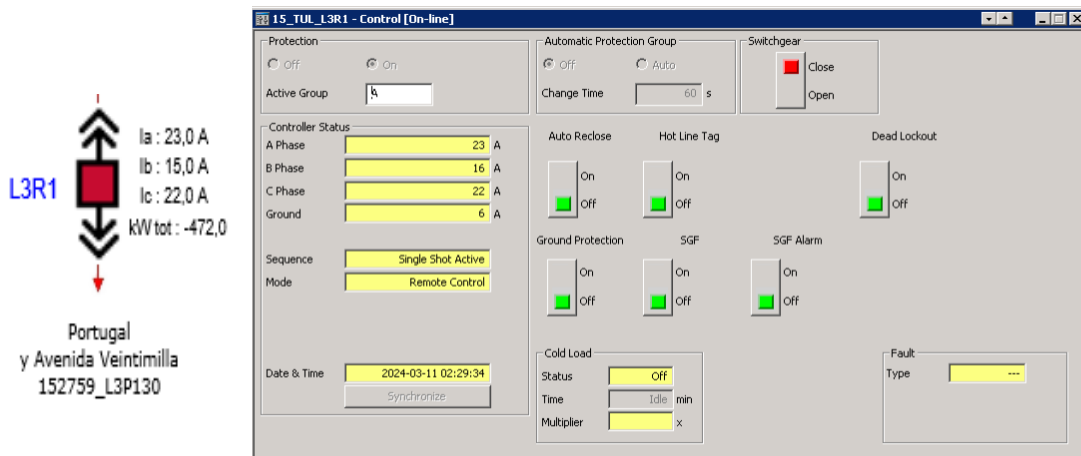 L3R1
Ia : 23,0 A
Ib : 15,0 A
Ic : 22,0 A
kW tot : -472,0
Portugal
y Avenida Veintimilla
152759_L3P130
15_TUL_L3R1 - Control [On-line]
Protection
Off On
Active Group A
Automatic Protection Group
Off Auto
Change Time 60 s
Switchgear
Close
Open
Controller Status
A Phase 23 A
B Phase 16 A
C Phase 22 A
Ground 6 A
Sequence Single Shot Active
Mode Remote Control
Date & Time 2024-03-11 02:29:34
Synchronize
Auto Reclose
On
Off
Hot Line Tag
On
Off
Dead Lockout
On
Off
Ground Protection
On
Off
SGF
On
Off
SGF Alarm
On
Off
Cold Load
Status Off
Time Idle min
Multiplier x
Fault
Type ---